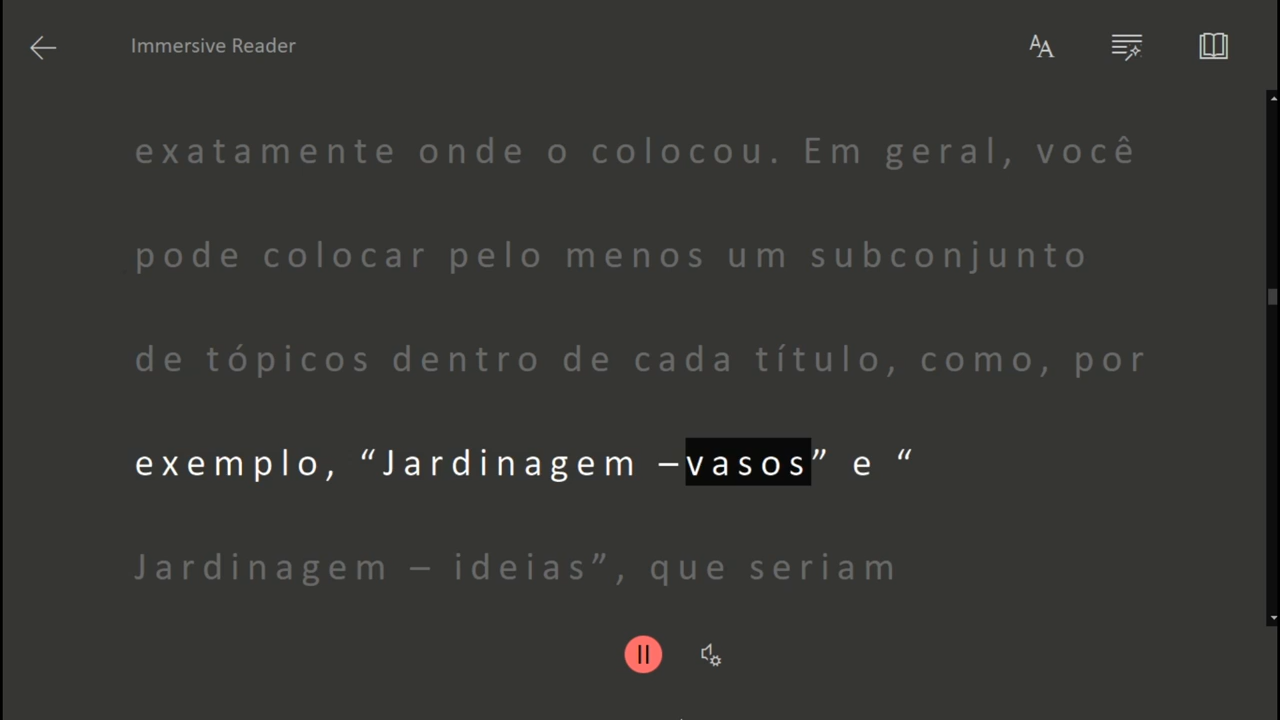 Immersive Reader
exatamente onde o colocou. Em geral, você
pode colocar pelo menos um subconjunto
de tópicos dentro de cada título, como, por
exemplo, “Jardinagem –vasos” e “
Jardinagem – ideias”, que seriam